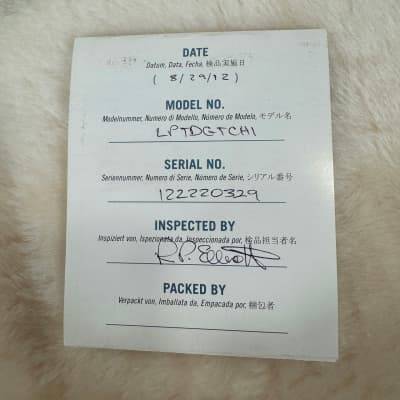 DATE
Datum, Data, Fecha, 検品実施日
( 8/29/12 )
MODEL NO.
Modelnummer, Numero di Modello, Número de Modelo, モデル名
LPTDGTCH1
SERIAL NO.
Seriennummer, Numero di Serie, Número de Serie, シリアル番号
122220329
INSPECTED BY
Inspiziert von, Ispezionata da, Inspeccionada por, 検品担当者名
R.P. Elliott
PACKED BY
Verpackt von, Imballata da, Empacada por, 梱包者